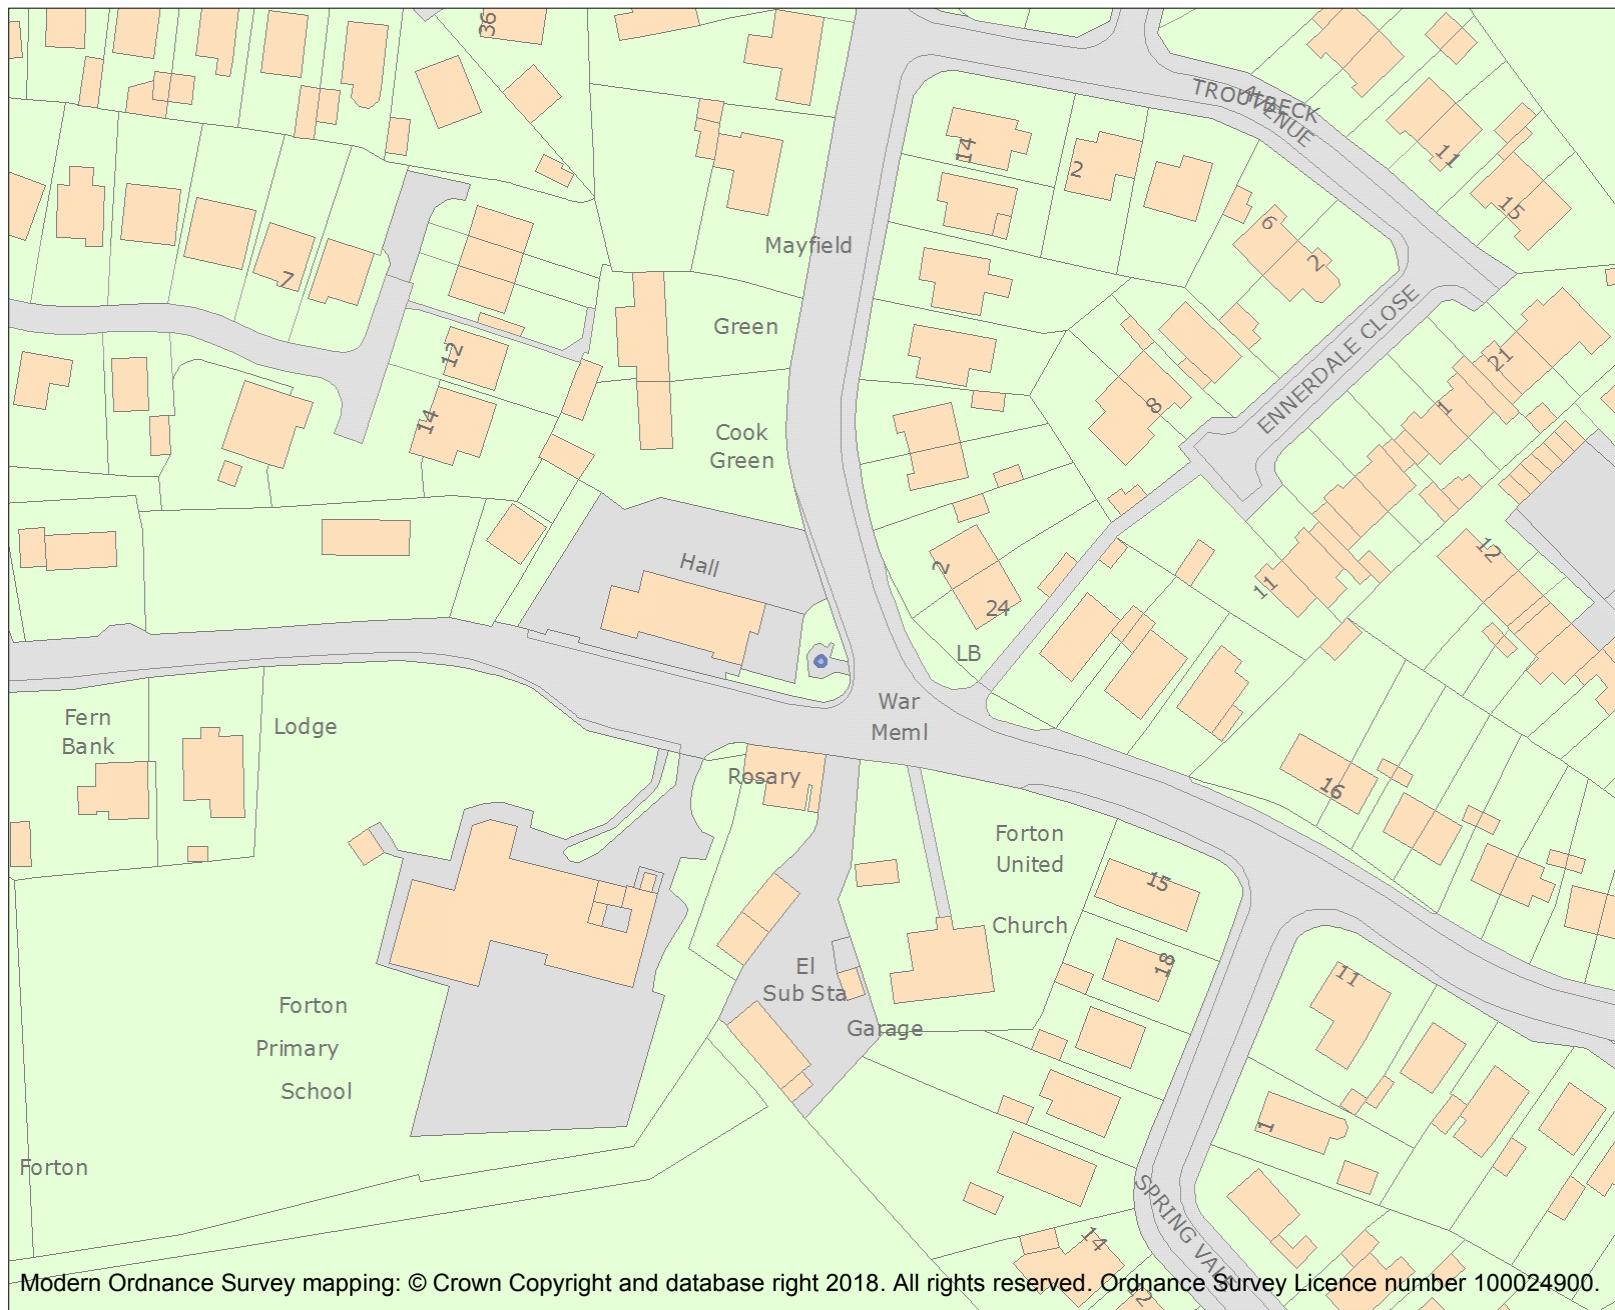 36
TROUTBECK
AVENUE
14
2
11
15
6
2
Mayfield
7
Green
12
ENNERDALE CLOSE
21
8
1
14
Cook
Green
Hall
12
2
11
24
LB
War
Meml
Fern
Bank
Lodge
Rosary
16
Forton
United
15
Church
18
El
Sub Sta
11
Forton
Garage
Primary
School
1
Forton
SPRING VALE
14
12
Modern Ordnance Survey mapping: © Crown Copyright and database right 2018. All rights reserved. Ordnance Survey Licence number 100024900.